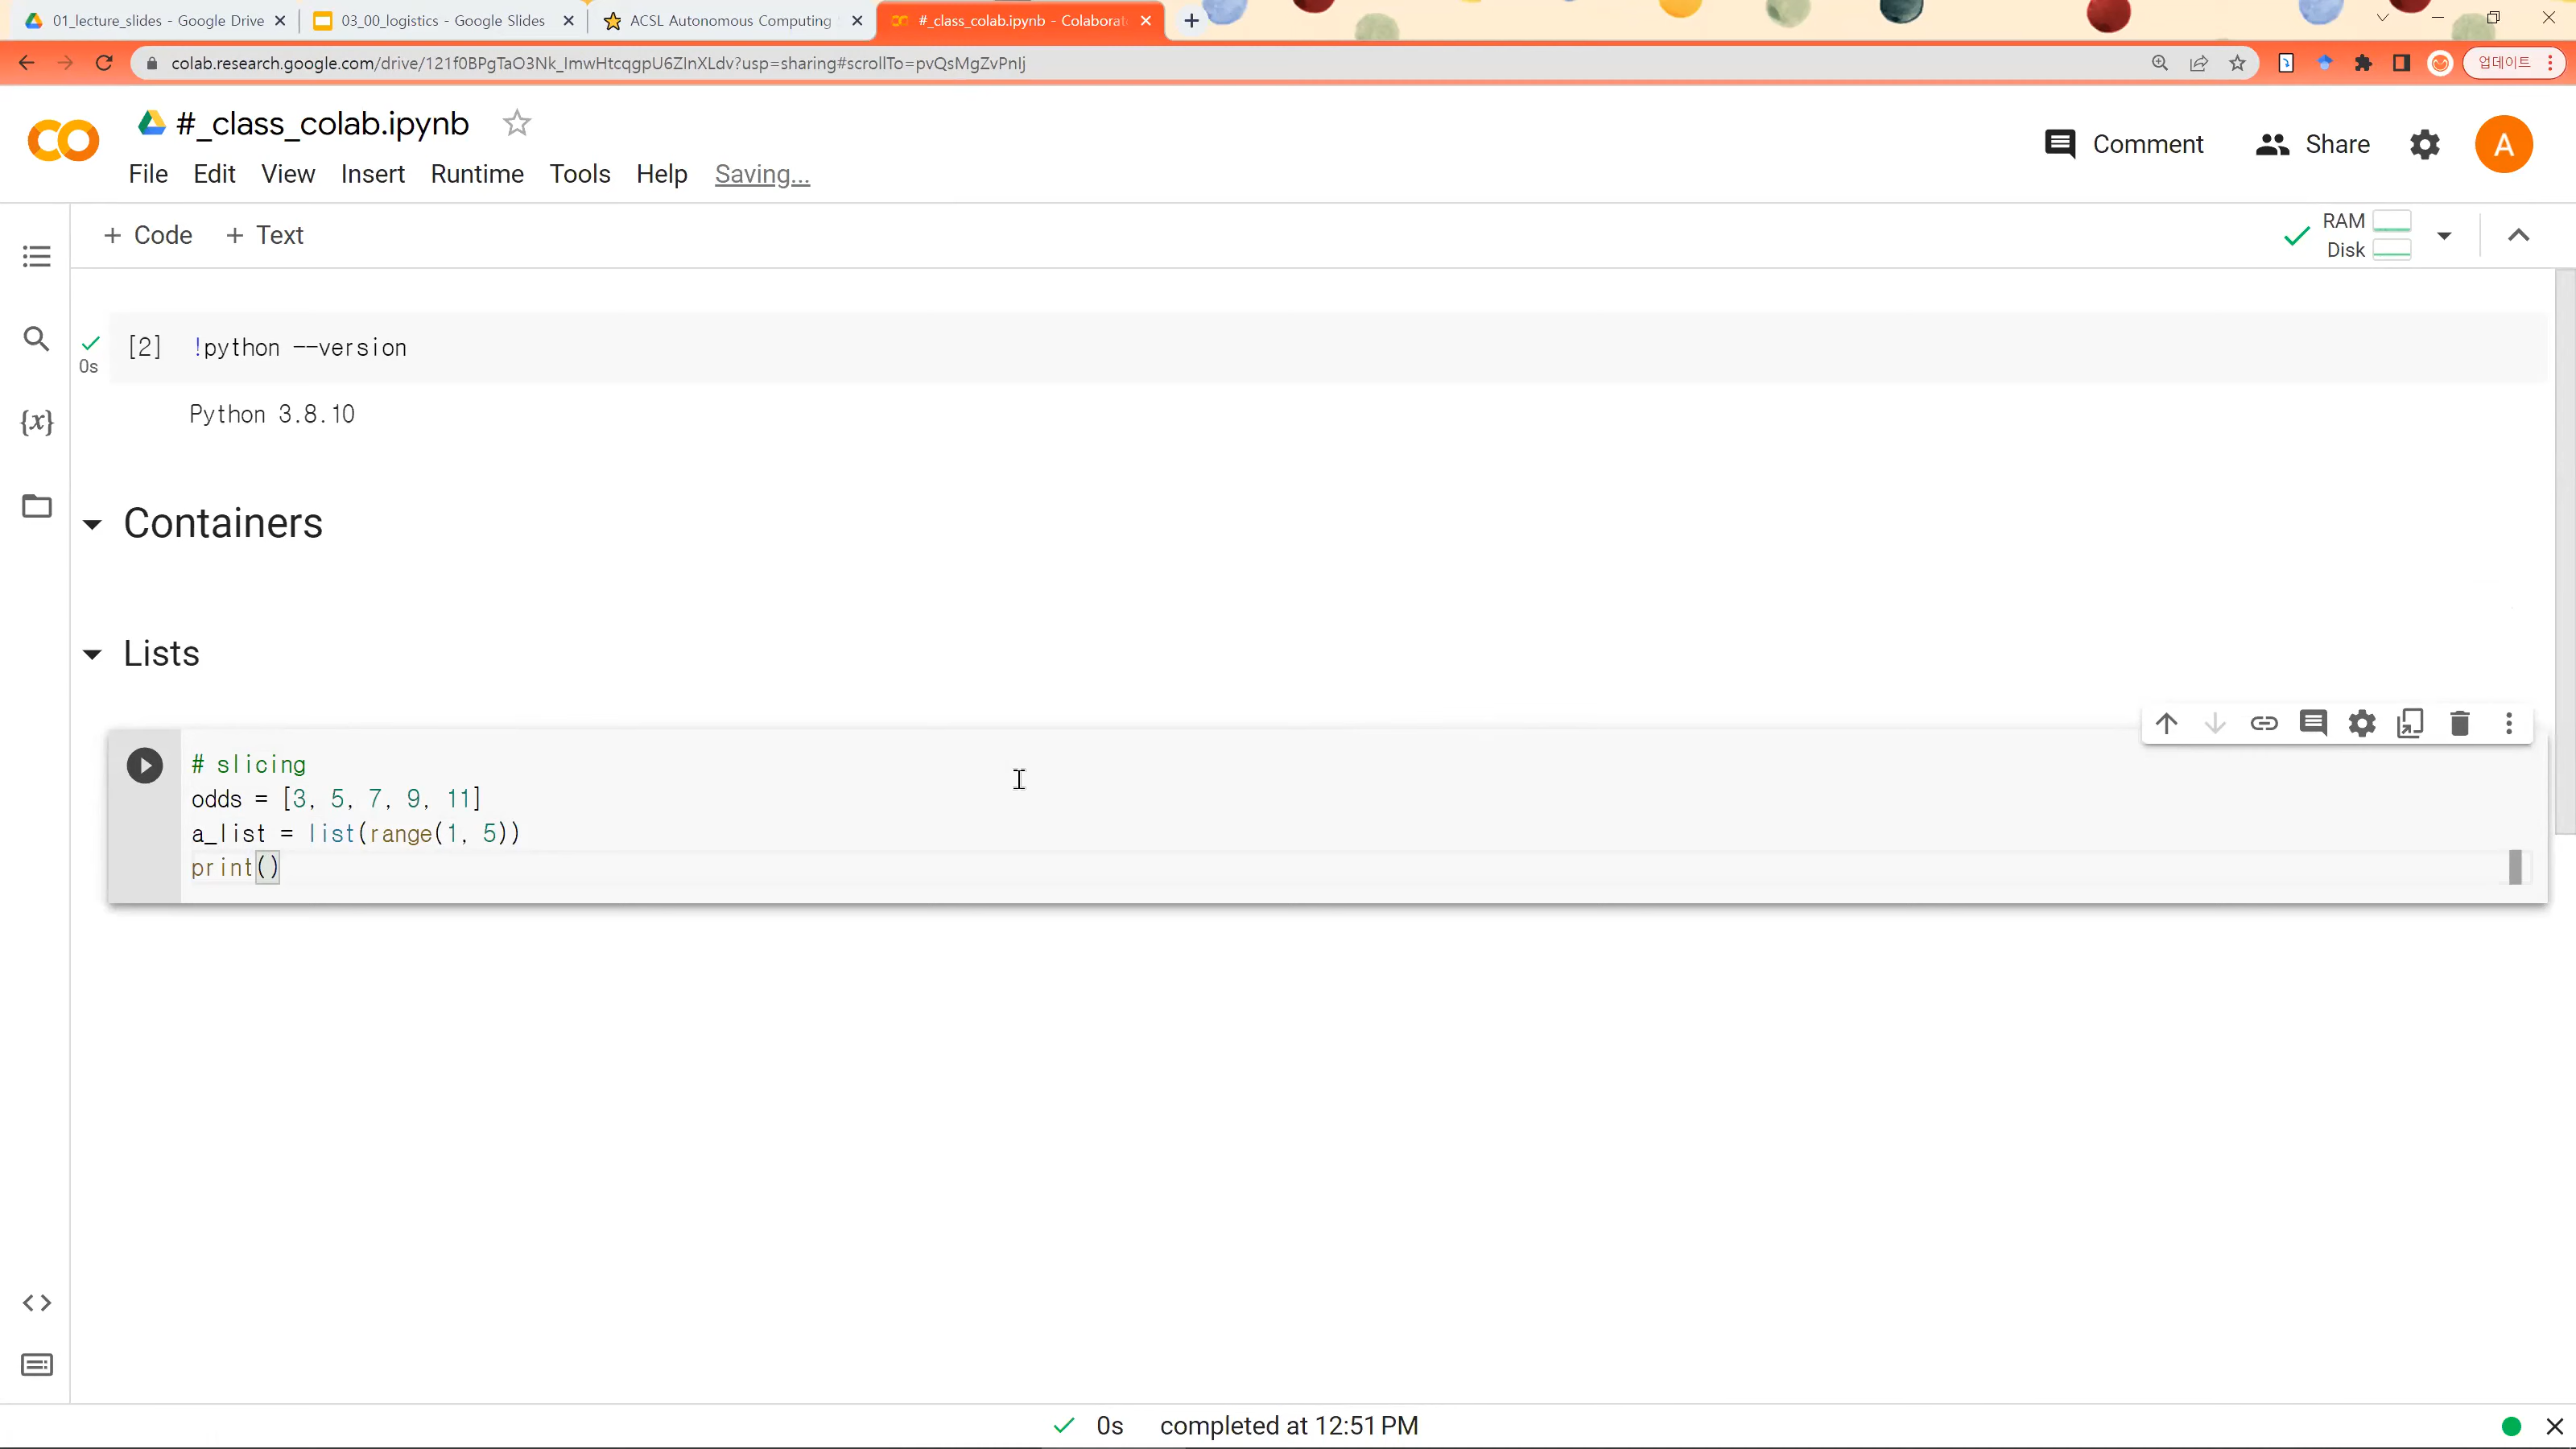 01_lecture_slides - Google Drive
03_00_logistics - Google Slides
ACSL Autonomous Computing
#_class_colab.ipynb - Colaborat
colab.research.google.com/drive/121f0BPgTaO3Nk_ImwHtcqgpU6ZInXLdv?usp=sharing#scrollTo=pvQsMgZvPnIj
업데이트
#_class_colab.ipynb
Comment
Share
A
File Edit View Insert Runtime Tools Help Saving...
+ Code + Text
RAM
Disk
[2] !python --version
0s
Python 3.8.10
{x}
Containers
Lists
# slicing
odds = [3, 5, 7, 9, 11]
a_list = list(range(1, 5))
print()
0s completed at 12:51 PM